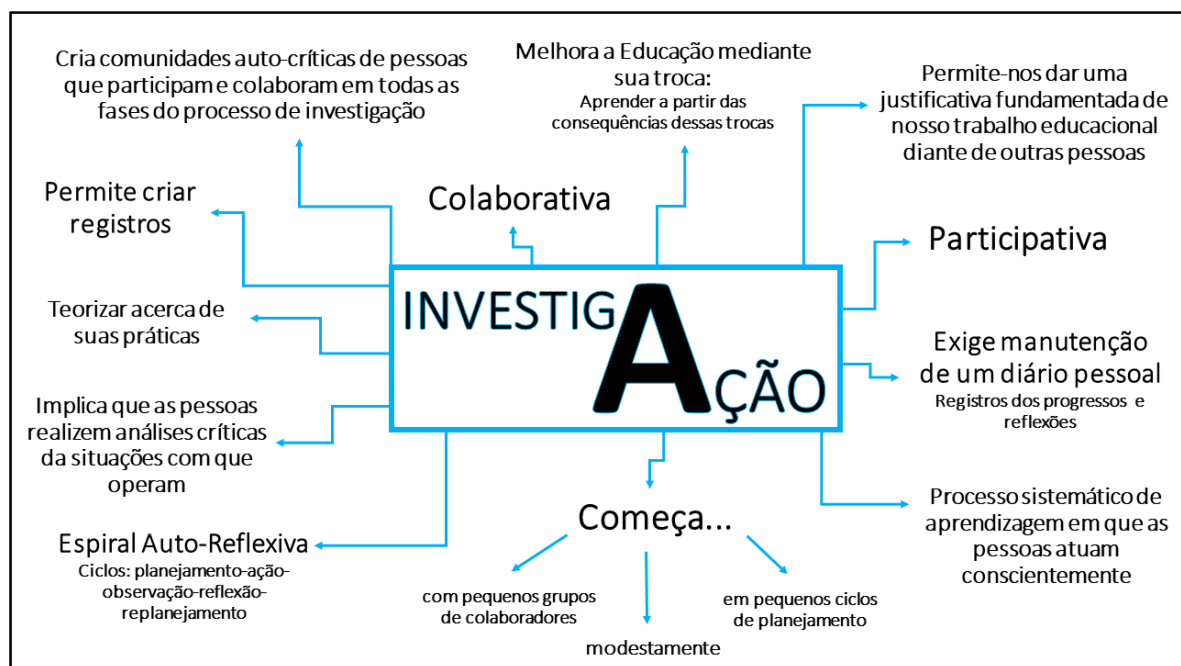 Cria comunidades auto-críticas de pessoas
que participam e colaboram em todas as
fases do processo de investigação
Melhora a Educação mediante
sua troca:
Aprender a partir das
consequências dessas trocas
Permite-nos dar uma
justificativa fundamentada de
nosso trabalho educacional
diante de outras pessoas
Permite criar
registros
Colaborativa
Participativa
INVESTIGAÇÃO
Teorizar acerca de
suas práticas
Exige manutenção
de um diário pessoal
Registros dos progressos e
reflexões
Implica que as pessoas
realizem análises críticas
da situações com que
operam
Começa...
Processo sistemático de
aprendizagem em que as
pessoas atuam
conscientemente
Espiral Auto-Reflexiva
Ciclos: planejamento-ação-
observação-reflexão-
replanejamento
com pequenos grupos
de colaboradores
modestamente
em pequenos ciclos
de planejamento